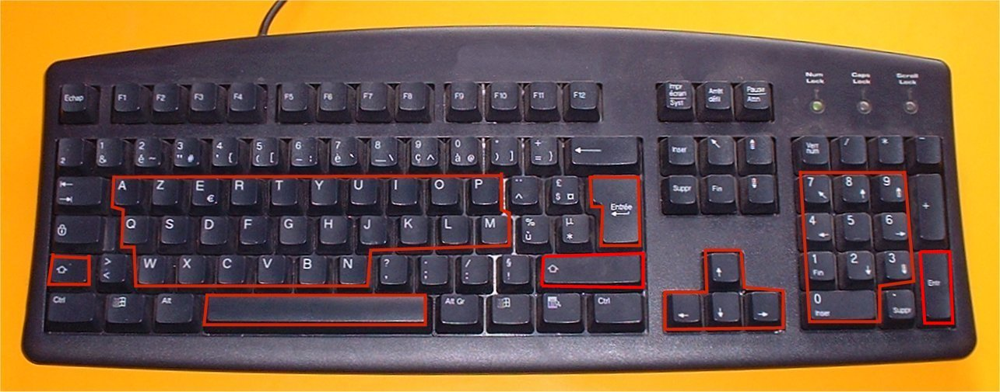 Num Lock Caps Lock Scroll Lock
Echap F1 F2 F3 F4 F5 F6 F7 F8 F9 F10 F11 F12 Impr écran Syst Arrêt défil Pause Attn
2 1 & 2 é ~ 3 " # 4 ' { 5 ( [ 6 - : 7 è ` 8 _ \ 9 ç ^ 0 à @ ) ] + = } Inser Verr num / * -
A Z E € R T Y U I O P ¨ ^ £ $ ¤ Entrée Suppr Fin 7 8 9 +
Q S D F G H J K L M % ù µ * 4 5 6
> < W X C V B N ? , . ; / : § ! 1 Fin 2 3 Entr
Ctrl Alt Alt Gr Ctrl 0 Inser Suppr